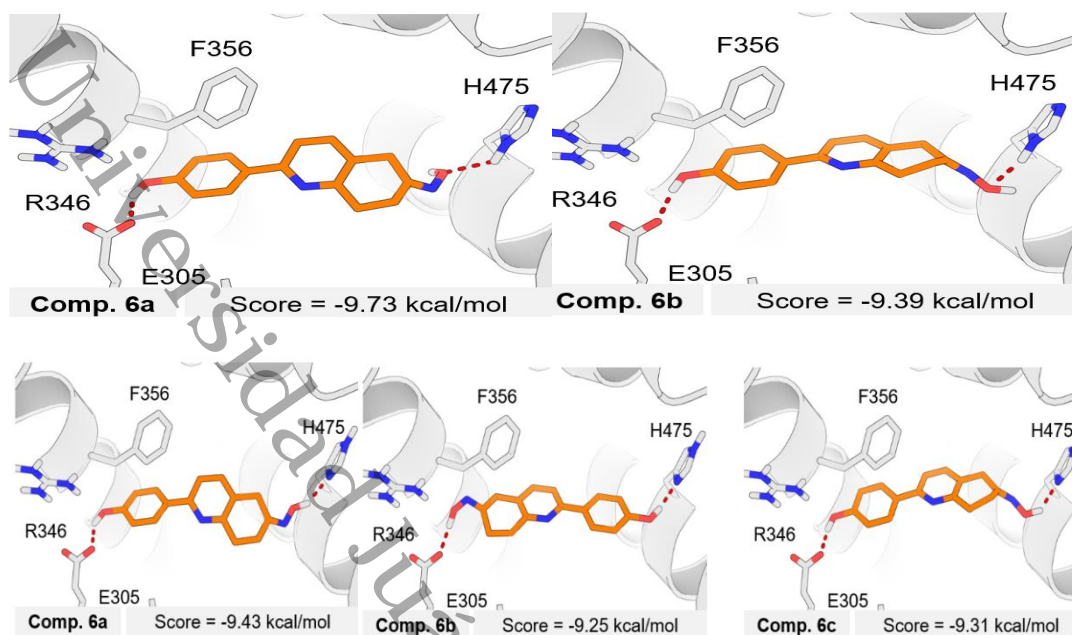 F356
H475
R346
E305
Comp. 6a Score = -9.73 kcal/mol
F356
H475
R346
E305
Comp. 6b Score = -9.39 kcal/mol
F356
H475
R346
E305
Comp. 6a Score = -9.43 kcal/mol
F356
H475
R346
E305
Comp. 6b Score = -9.25 kcal/mol
F356
H475
R346
E305
Comp. 6c Score = -9.31 kcal/mol
Universidad